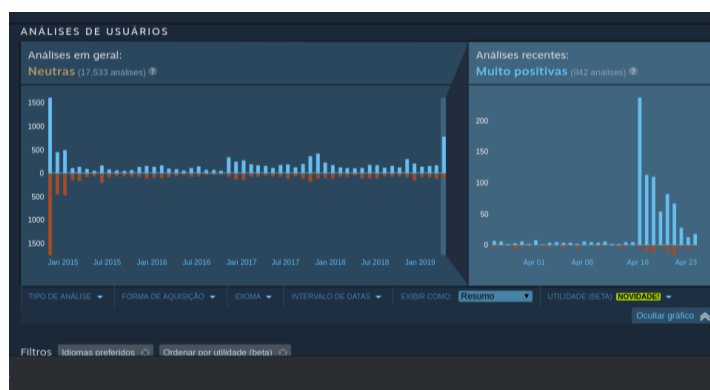 ANÁLISES DE USUÁRIOS
Análises em geral:
Neutras (17,533 análises) ?
Análises recentes:
Muito positivas (942 análises) ?
1500
1000
500
0
500
1000
1500
Jan 2015 Jul 2015 Jan 2016 Jul 2016 Jan 2017 Jul 2017 Jan 2018 Jul 2018 Jan 2019
200
150
100
50
0
Apr 01 Apr 08 Apr 16 Apr 23
TIPO DE ANÁLISE FORMA DE AQUISIÇÃO IDIOMA INTERVALO DE DATAS EXIBIR COMO: Resumo UTILIDADE (BETA) NOVIDADE!
Ocultar gráfico
Filtros Idiomas preferidos Ordenar por utilidade (beta)